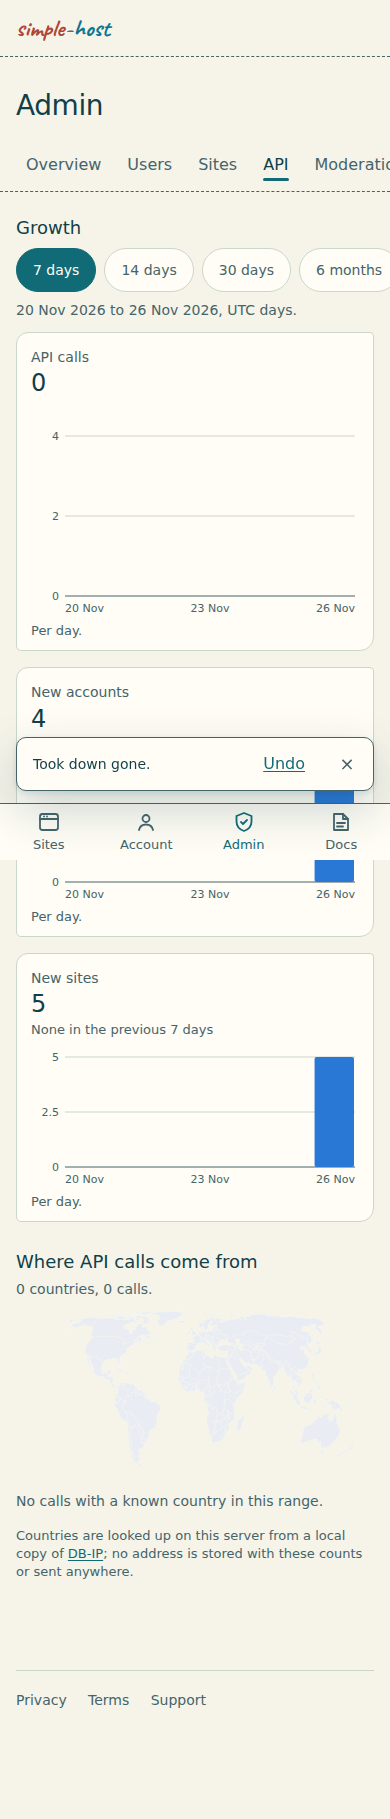 simple-host
Admin
Overview Users Sites API Moderatio
Growth
7 days 14 days 30 days 6 months
20 Nov 2026 to 26 Nov 2026, UTC days.
API calls
0
4
2
0
20 Nov 23 Nov 26 Nov
Per day.
New accounts
4
Took down gone. Undo ×
Sites Account Admin Docs
0
20 Nov 23 Nov 26 Nov
Per day.
New sites
5
None in the previous 7 days
5
2.5
0
20 Nov 23 Nov 26 Nov
Per day.
Where API calls come from
0 countries, 0 calls.
No calls with a known country in this range.
Countries are looked up on this server from a local
copy of DB-IP; no address is stored with these counts
or sent anywhere.
Privacy Terms Support